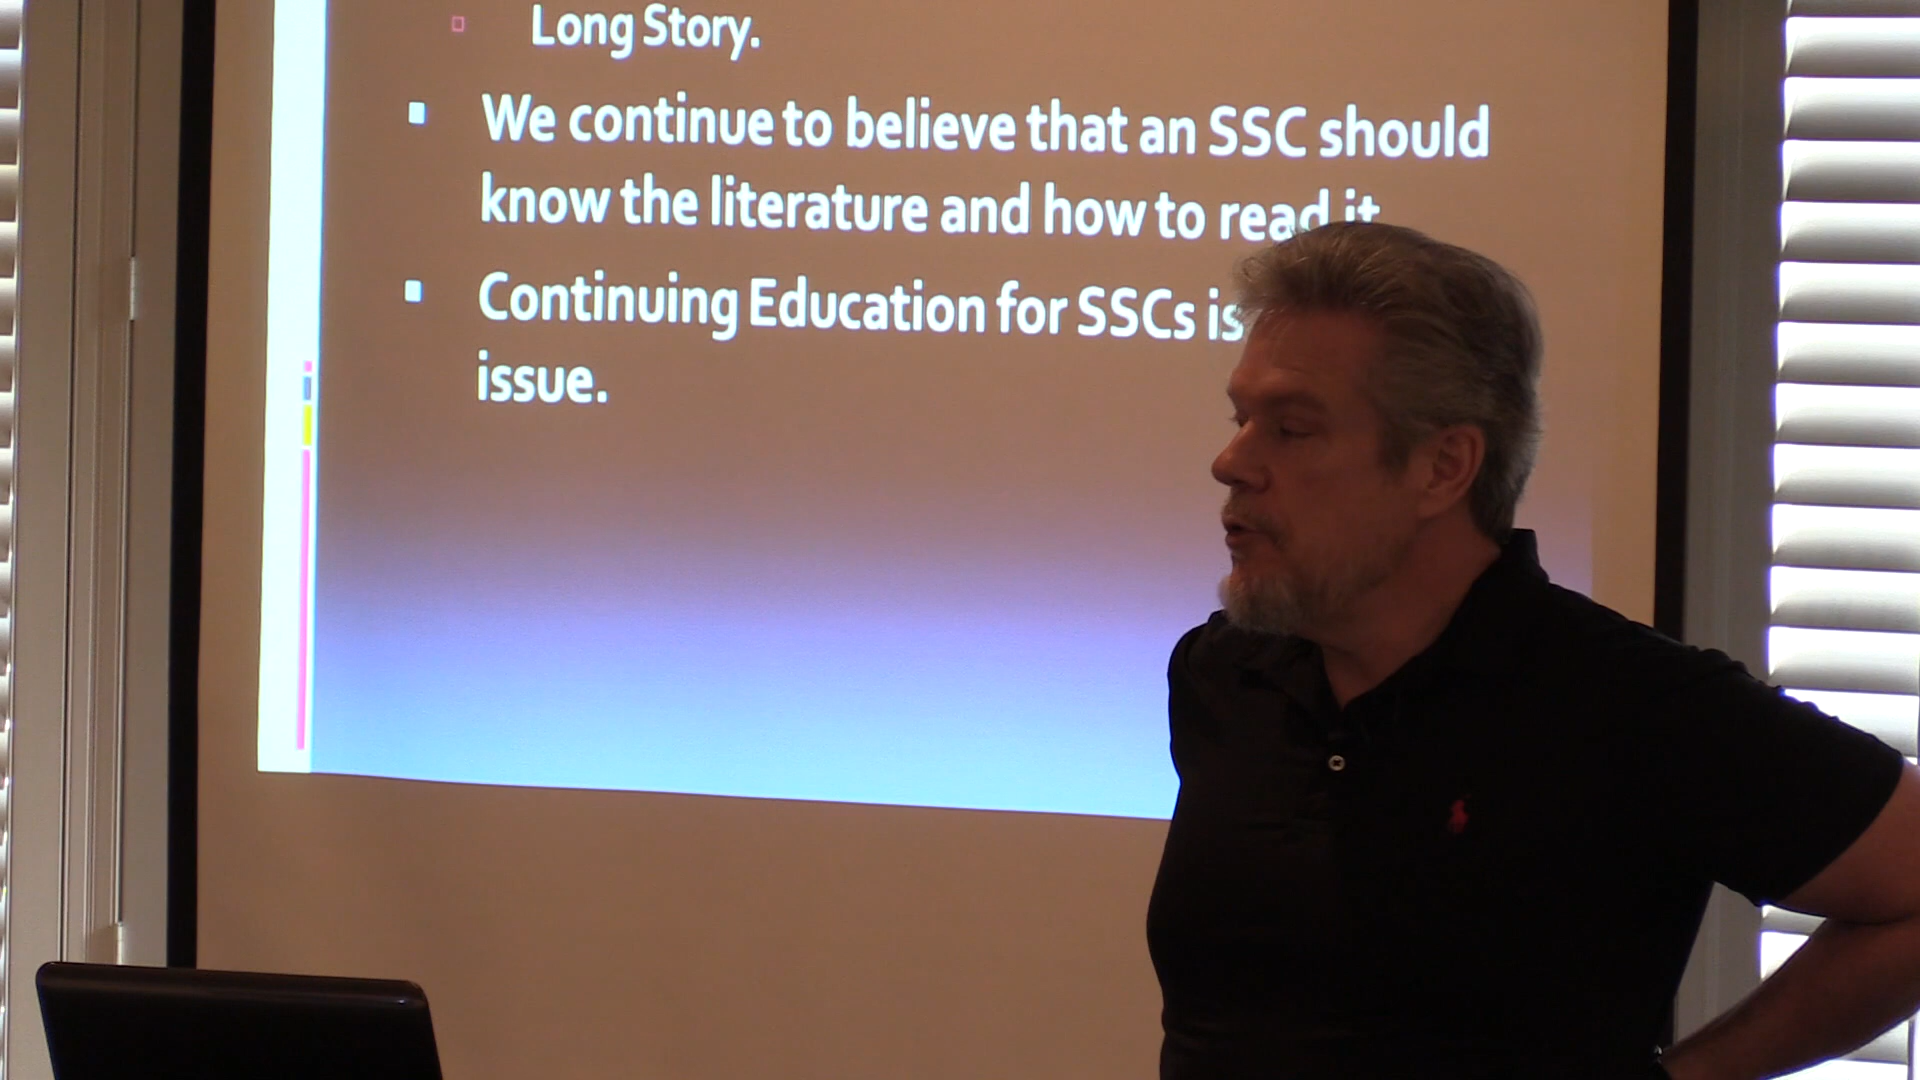 Long Story.
We continue to believe that an SSC should
know the literature and how to read it
Continuing Education for SSCs is
issue.